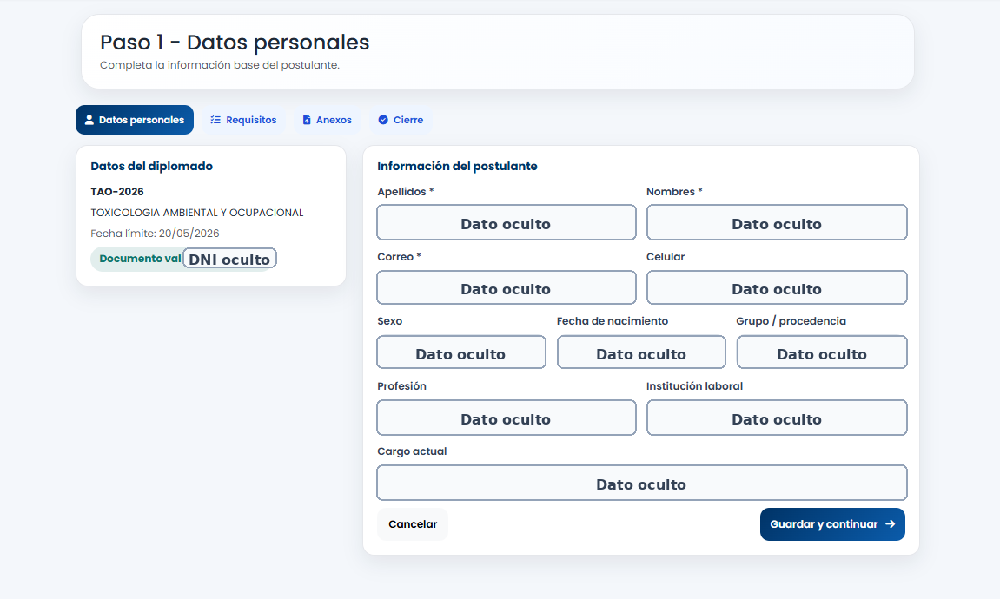 Paso 1 - Datos personales
Completa la información base del postulante.
Datos personales
Requisitos
Anexos
Cierre
Datos del diplomado
TAO-2026
TOXICOLOGIA AMBIENTAL Y OCUPACIONAL
Fecha límite: 20/05/2026
Documento vali
DNI oculto
Información del postulante
Apellidos * Nombres *
Dato oculto Dato oculto
Correo * Celular
Dato oculto Dato oculto
Sexo Fecha de nacimiento Grupo / procedencia
Dato oculto Dato oculto Dato oculto
Profesión Institución laboral
Dato oculto Dato oculto
Cargo actual
Dato oculto
Cancelar Guardar y continuar →